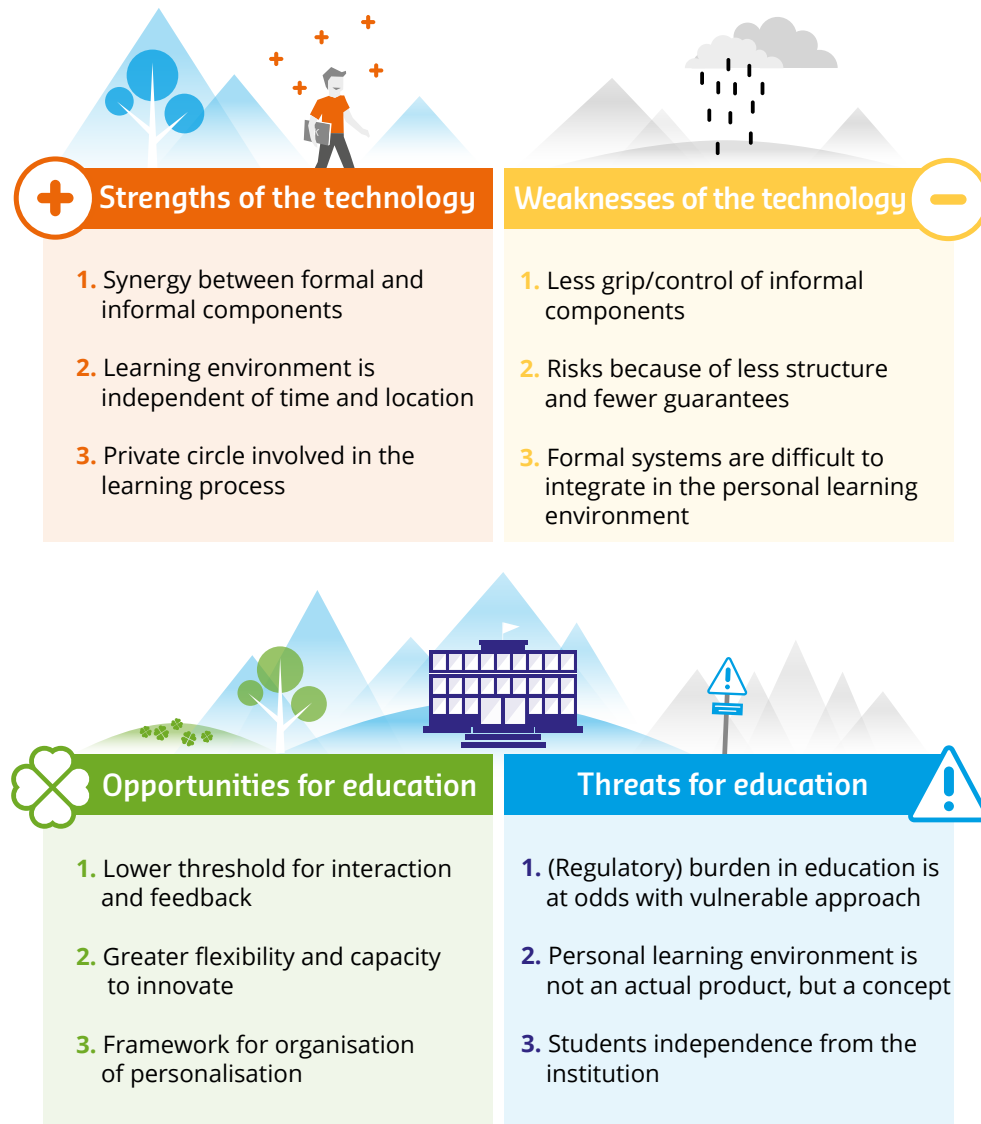 Strengths of the technology
1. Synergy between formal and
informal components
2. Learning environment is
independent of time and location
3. Private circle involved in the
learning process
Weaknesses of the technology
1. Less grip/control of informal
components
2. Risks because of less structure
and fewer guarantees
3. Formal systems are difficult to
integrate in the personal learning
environment
Opportunities for education
1. Lower threshold for interaction
and feedback
2. Greater flexibility and capacity
to innovate
3. Framework for organisation
of personalisation
Threats for education
1. (Regulatory) burden in education is
at odds with vulnerable approach
2. Personal learning environment is
not an actual product, but a concept
3. Students independence from the
institution